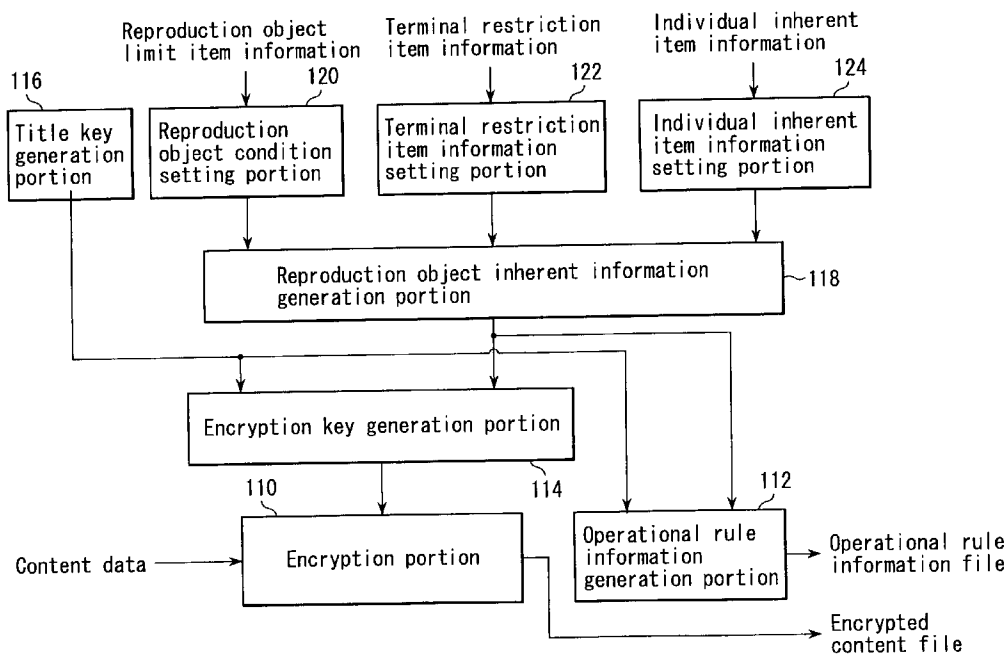 Reproduction object
limit item information
Terminal restriction
item information
Individual inherent
item information
116
120
122
124
Title key
generation
portion
Reproduction
object condition
setting portion
Terminal restriction
item information
setting portion
Individual inherent
item information
setting portion
Reproduction object inherent information
generation portion
118
Encryption key generation portion
114
110
112
Content data
Encryption portion
Operational rule
information
generation portion
Operational rule
information file
Encrypted
content file